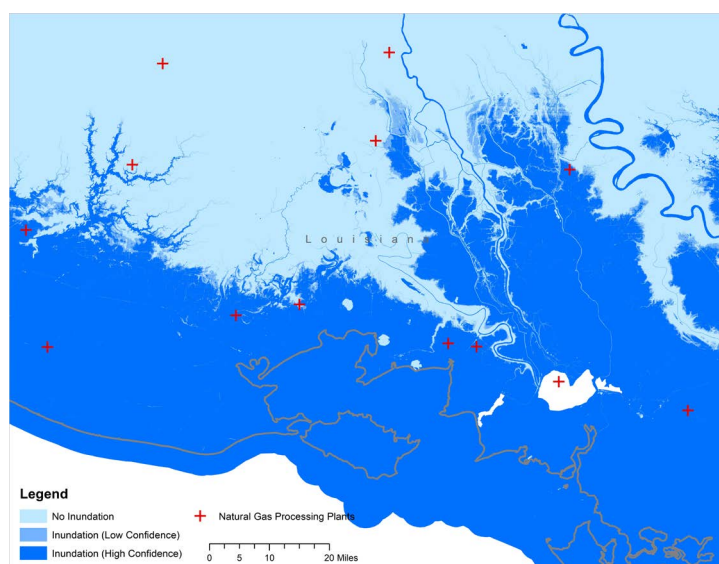 Louisiana
Legend
No Inundation
Natural Gas Processing Plants
Inundation (Low Confidence)
Inundation (High Confidence)
0 5 10 20 Miles